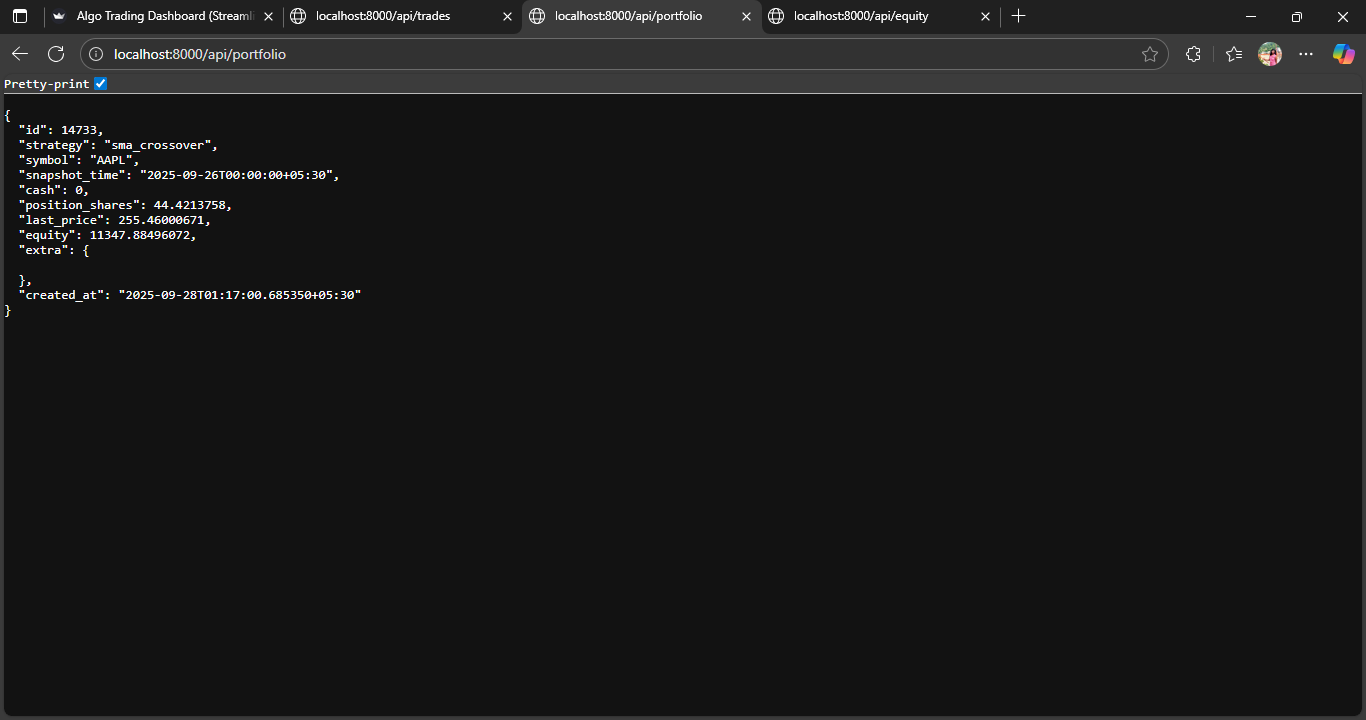 Algo Trading Dashboard (Streamli
localhost:8000/api/trades
localhost:8000/api/portfolio
localhost:8000/api/equity
localhost:8000/api/portfolio
Pretty-print
{
  "id": 14733,
  "strategy": "sma_crossover",
  "symbol": "AAPL",
  "snapshot_time": "2025-09-26T00:00:00+05:30",
  "cash": 0,
  "position_shares": 44.4213758,
  "last_price": 255.46000671,
  "equity": 11347.88496072,
  "extra": {
  },
  "created_at": "2025-09-28T01:17:00.685350+05:30"
}